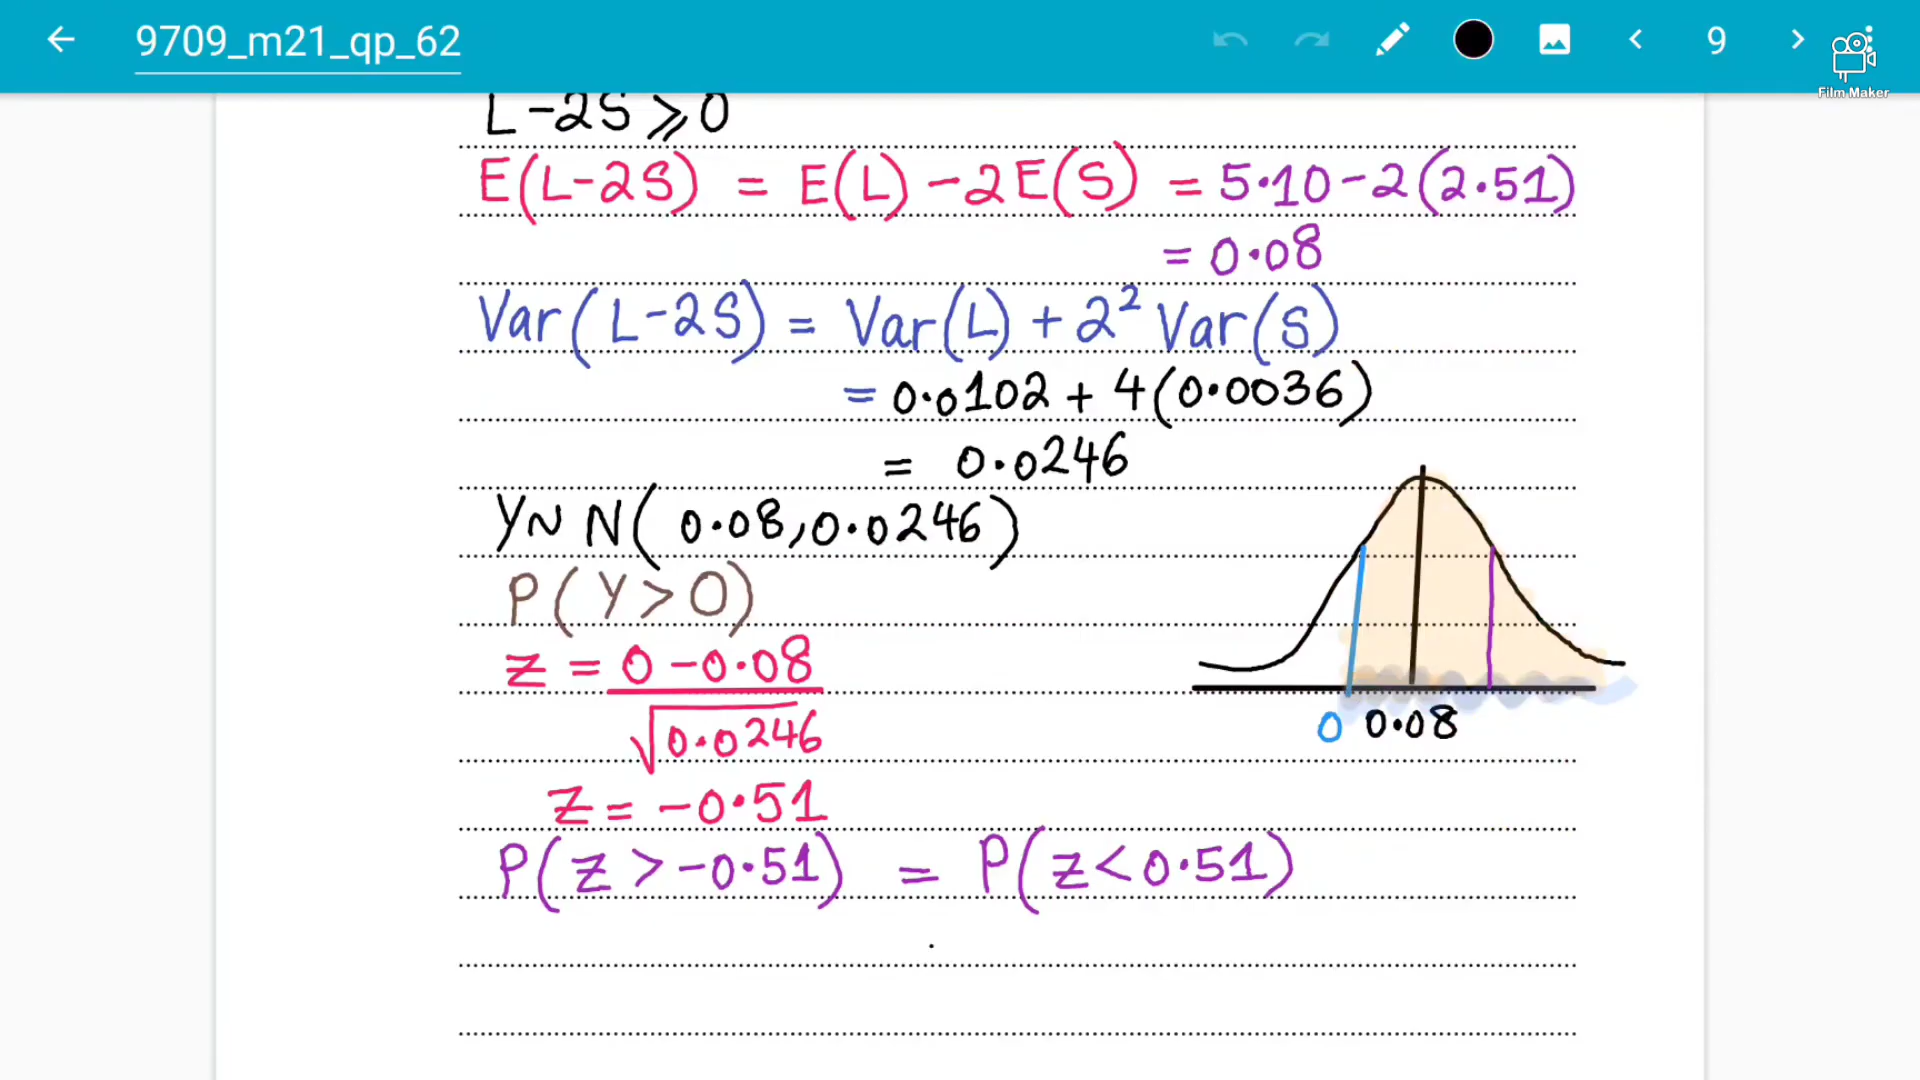 9709_m21_qp_62
9
Film Maker
L-2S ⩾ 0
E(L-2S) = E(L) - 2E(S) = 5·10 - 2(2·51)
= 0·08
Var(L-2S) = Var(L) + 2² Var(S)
= 0·0102 + 4(0·0036)
= 0·0246
Y ~ N(0·08, 0·0246)
P(Y > 0)
z = 0 - 0·08
√0·0246
0 0·08
z = -0·51
P(z > -0·51) = P(z < 0·51)